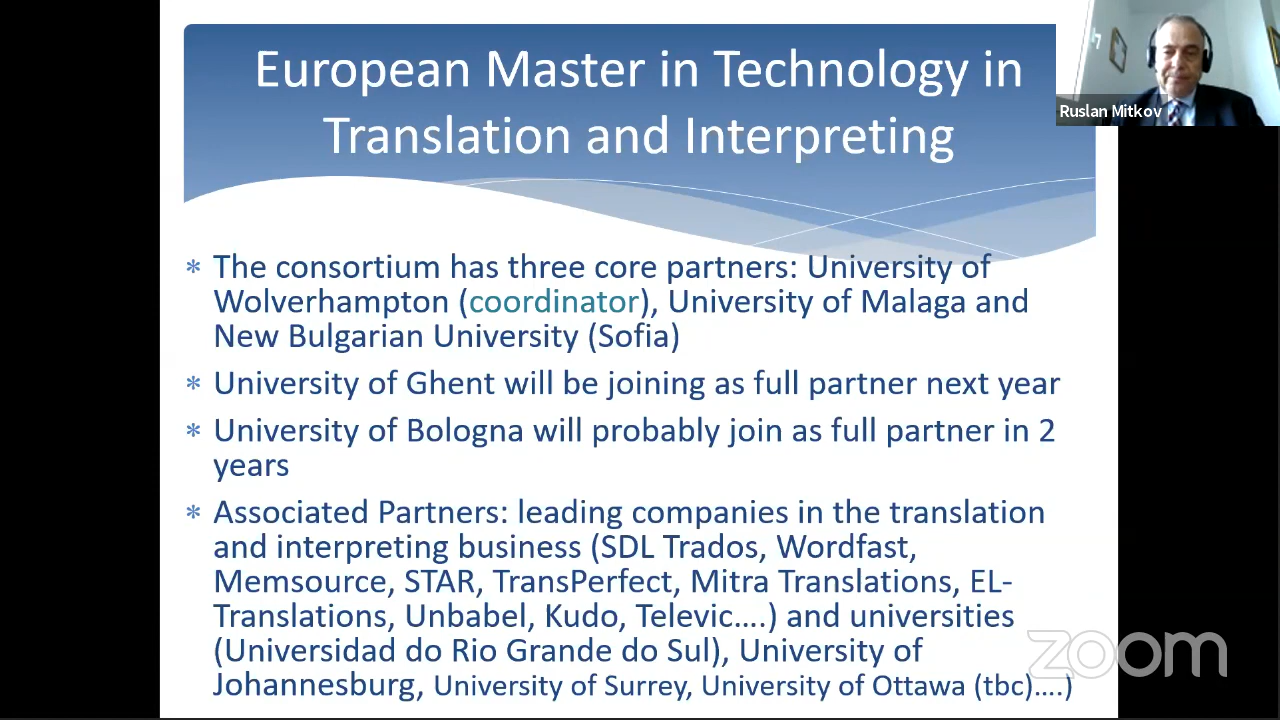 European Master in Technology in
Translation and Interpreting
Ruslan Mitkov
* The consortium has three core partners: University of
Wolverhampton (coordinator), University of Malaga and
New Bulgarian University (Sofia)
* University of Ghent will be joining as full partner next year
* University of Bologna will probably join as full partner in 2
years
* Associated Partners: leading companies in the translation
and interpreting business (SDL Trados, Wordfast,
Memsource, STAR, TransPerfect, Mitra Translations, EL-
Translations, Unbabel, Kudo, Televic....) and universities
(Universidad do Rio Grande do Sul), University of
Johannesburg, University of Surrey, University of Ottawa (tbc)....)
zoom